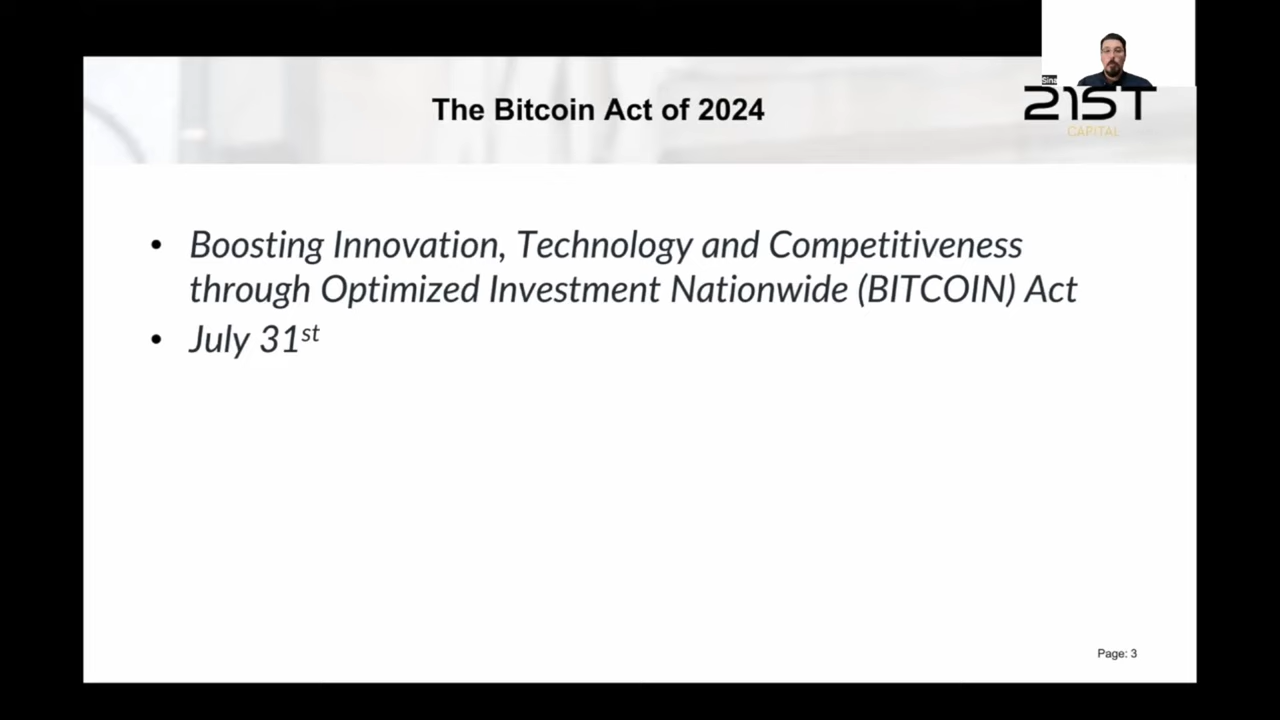 Sina
The Bitcoin Act of 2024
21ST
CAPITAL
• Boosting Innovation, Technology and Competitiveness
through Optimized Investment Nationwide (BITCOIN) Act
• July 31st
Page: 3